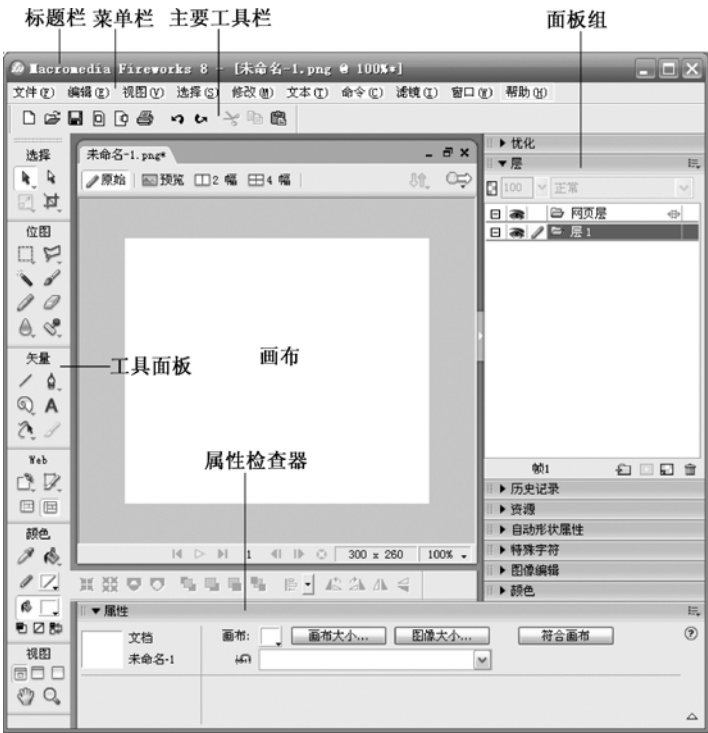 标题栏 菜单栏 主要工具栏 面板组
Macromedia Fireworks 8 - [未命名-1.png @ 100%*]
文件(F) 编辑(E) 视图(V) 选择(S) 修改(M) 文本(T) 命令(C) 滤镜(I) 窗口(W) 帮助(H)
选择
未命名-1.png*
原始 预览 2 幅 4 幅
优化
层
100 正常
网页层
层1
位图
画布
矢量
工具面板
属性检查器
Web
帧1
历史记录
资源
自动形状属性
特殊字符
图像编辑
颜色
颜色
1 300 x 260 100%
属性
文档 画布: 画布大小... 图像大小... 符合画布
未命名-1
视图